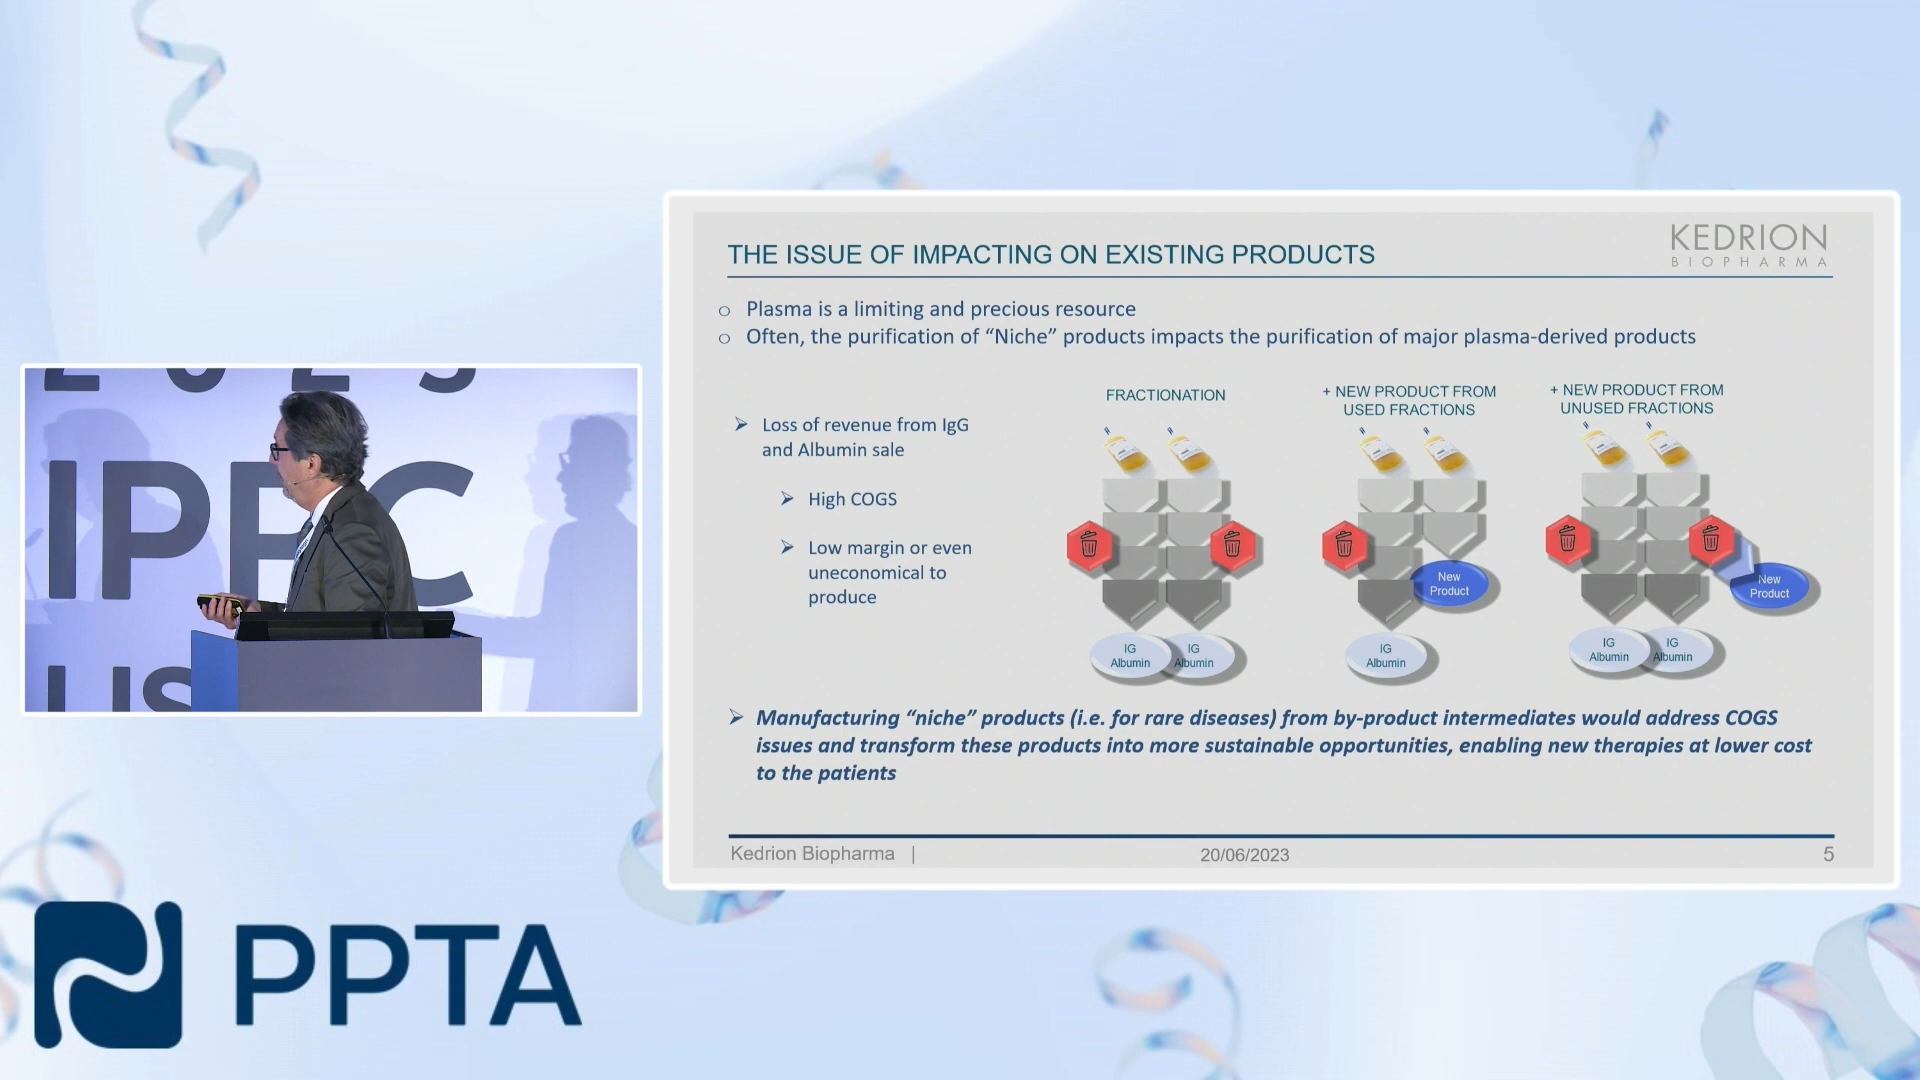 THE ISSUE OF IMPACTING ON EXISTING PRODUCTS
KEDRION
BIOPHARMA
o Plasma is a limiting and precious resource
o Often, the purification of “Niche” products impacts the purification of major plasma-derived products
FRACTIONATION
+ NEW PRODUCT FROM
USED FRACTIONS
+ NEW PRODUCT FROM
UNUSED FRACTIONS
Loss of revenue from IgG
and Albumin sale
High COGS
Low margin or even
uneconomical to
produce
New
Product
New
Product
IG
Albumin
IG
Albumin
IG
Albumin
IG
Albumin
IG
Albumin
Manufacturing “niche” products (i.e. for rare diseases) from by-product intermediates would address COGS
issues and transform these products into more sustainable opportunities, enabling new therapies at lower cost
to the patients
Kedrion Biopharma |
20/06/2023
5
2023
IPFC
LIS
PPTA